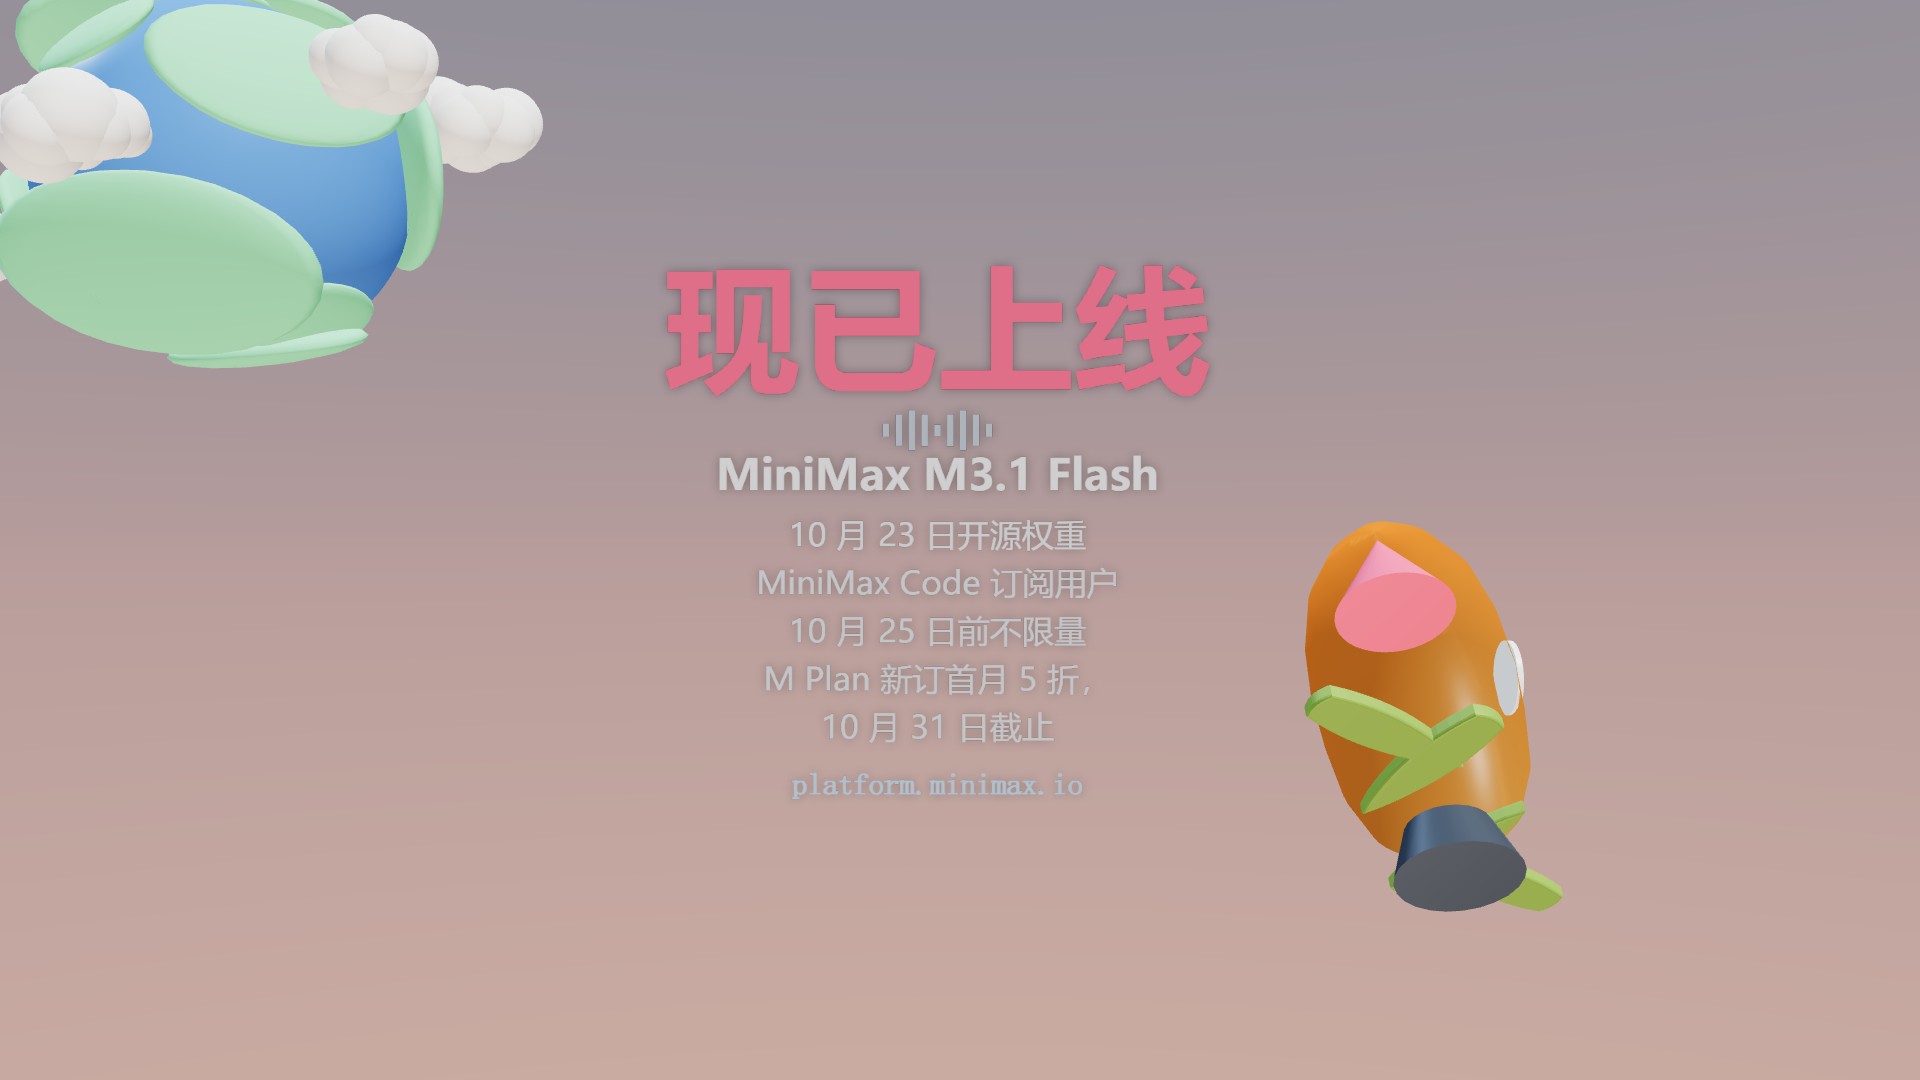 现已上线
MiniMax M3.1 Flash
10 月 23 日开源权重
MiniMax Code 订阅用户
10 月 25 日前不限量
M Plan 新订首月 5 折，
10 月 31 日截止
platform.minimax.io